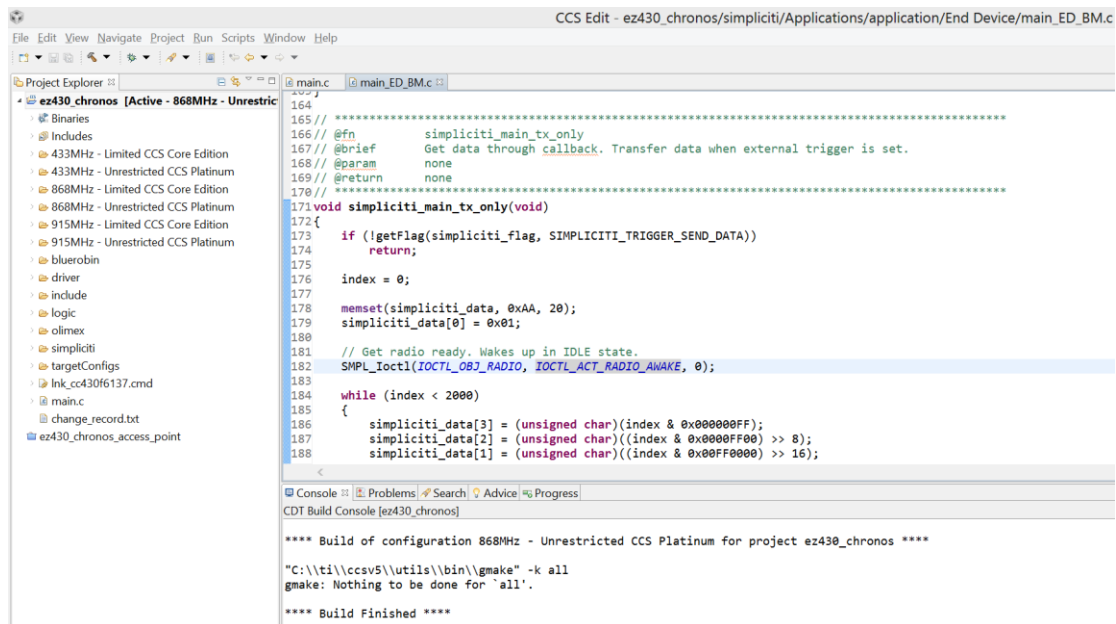 CCS Edit - ez430_chronos/simpliciti/Applications/application/End Device/main_ED_BM.c
File Edit View Navigate Project Run Scripts Window Help
Project Explorer
ez430_chronos [Active - 868MHz - Unrestric
Binaries
Includes
433MHz - Limited CCS Core Edition
433MHz - Unrestricted CCS Platinum
868MHz - Limited CCS Core Edition
868MHz - Unrestricted CCS Platinum
915MHz - Limited CCS Core Edition
915MHz - Unrestricted CCS Platinum
bluerobin
driver
include
logic
olimex
simpliciti
targetConfigs
lnk_cc430f6137.cmd
main.c
change_record.txt
ez430_chronos_access_point
main.c main_ED_BM.c
163 }
164
165 // *************************************************************************************************
166 // @fn          simpliciti_main_tx_only
167 // @brief       Get data through callback. Transfer data when external trigger is set.
168 // @param       none
169 // @return      none
170 // *************************************************************************************************
171 void simpliciti_main_tx_only(void)
172 {
173     if (!getFlag(simpliciti_flag, SIMPLICITI_TRIGGER_SEND_DATA))
174         return;
175
176     index = 0;
177
178     memset(simpliciti_data, 0xAA, 20);
179     simpliciti_data[0] = 0x01;
180
181     // Get radio ready. Wakes up in IDLE state.
182     SMPL_Ioctl(IOCTL_OBJ_RADIO, IOCTL_ACT_RADIO_AWAKE, 0);
183
184     while (index < 2000)
185     {
186         simpliciti_data[3] = (unsigned char)(index & 0x000000FF);
187         simpliciti_data[2] = (unsigned char)((index & 0x0000FF00) >> 8);
188         simpliciti_data[1] = (unsigned char)((index & 0x00FF0000) >> 16);
Console Problems Search Advice Progress
CDT Build Console [ez430_chronos]
**** Build of configuration 868MHz - Unrestricted CCS Platinum for project ez430_chronos ****
"C:\\ti\\ccsv5\\utils\\bin\\gmake" -k all
gmake: Nothing to be done for `all'.
**** Build Finished ****